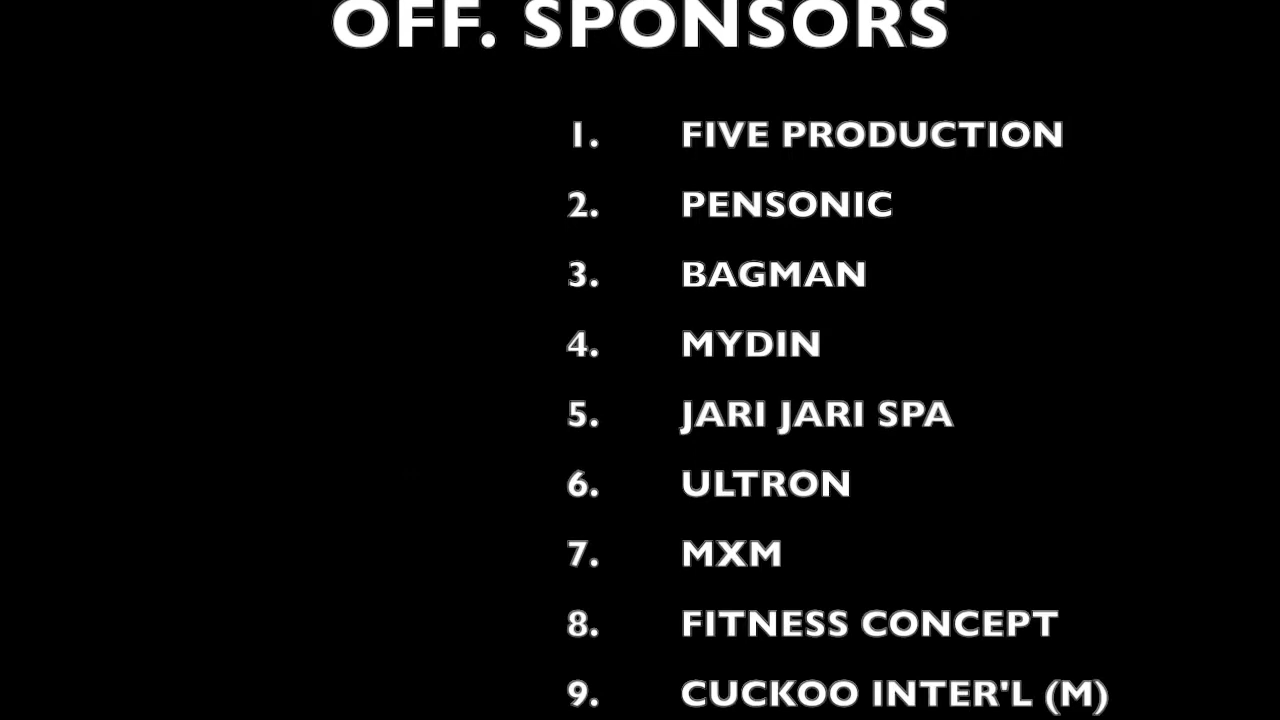 OFF. SPONSORS
1. FIVE PRODUCTION
2. PENSONIC
3. BAGMAN
4. MYDIN
5. JARI JARI SPA
6. ULTRON
7. MXM
8. FITNESS CONCEPT
9. CUCKOO INTER'L (M)